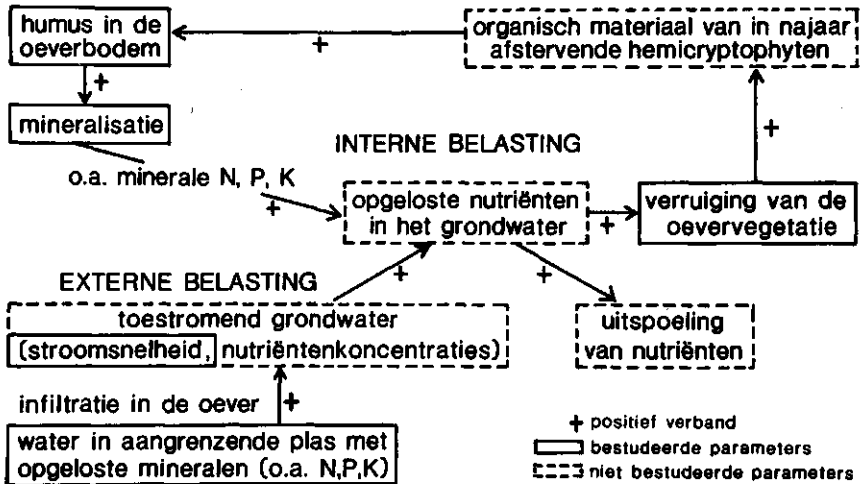 humus in de
oeverbodem
+
organisch materiaal van in najaar
afstervende hemicryptophyten
+
mineralisatie
+
INTERNE BELASTING
o.a. minerale N, P, K
+
opgeloste nutriënten
in het grondwater
+
verruiging van de
oevervegetatie
+
+
EXTERNE BELASTING
toestromend grondwater
(stroomsnelheid, nutriëntenkoncentraties)
uitspoeling
van nutriënten
infiltratie in de oever
+
water in aangrenzende plas met
opgeloste mineralen (o.a. N,P,K)
+ positief verband
bestudeerde parameters
niet bestudeerde parameters